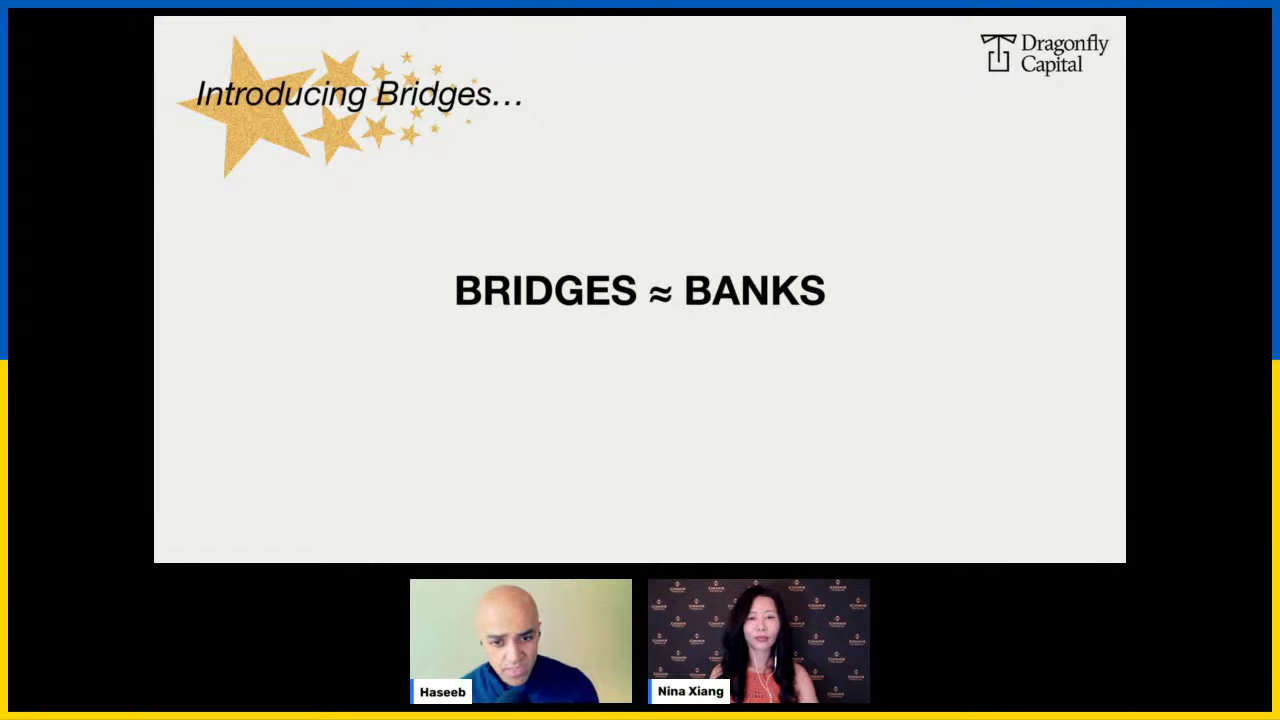 Introducing Bridges…
Dragonfly
Capital
BRIDGES ≈ BANKS
Haseeb
Nina Xiang